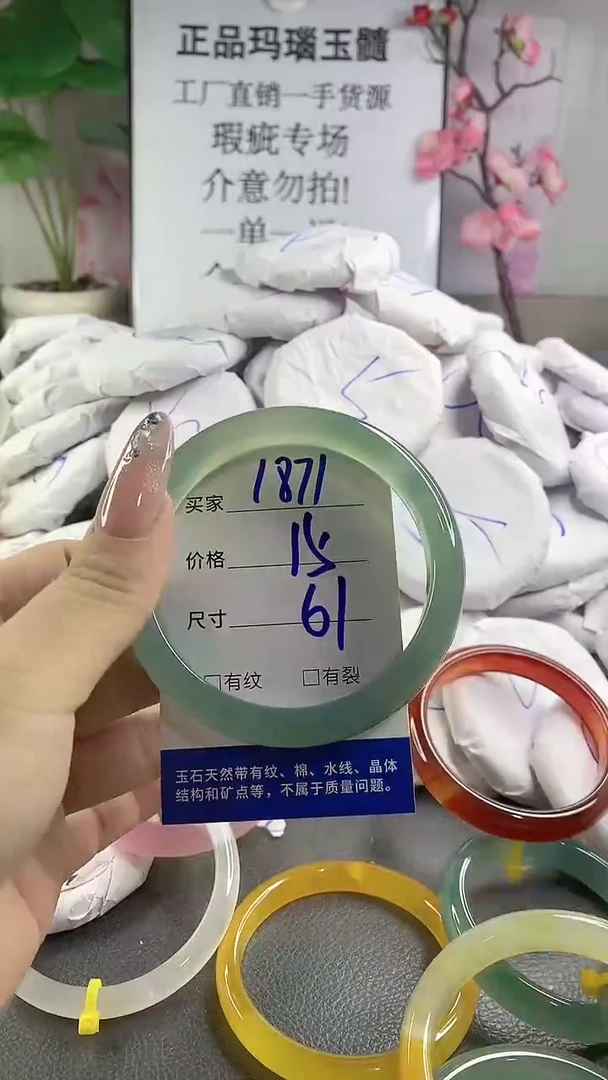 正品玛瑙玉髓
工厂直销一手货源
瑕疵专场
介意勿拍!
一单一
买家 1871
价格 15
尺寸 61
□有纹 □有裂
玉石天然带有纹、棉、水线、晶体
结构和矿点等，不属于质量问题。